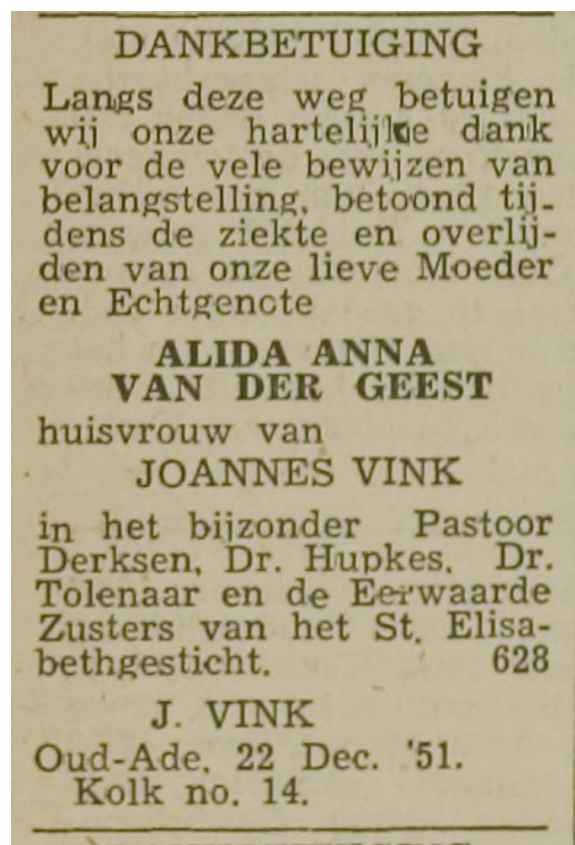 DANKBETUIGING
Langs deze weg betuigen
wij onze hartelijke dank
voor de vele bewijzen van
belangstelling, betoond tij-
dens de ziekte en overlij-
den van onze lieve Moeder
en Echtgenote
ALIDA ANNA
VAN DER GEEST
huisvrouw van
JOANNES VINK
in het bijzonder Pastoor
Derksen, Dr. Hupkes, Dr.
Tolenaar en de Eerwaarde
Zusters van het St. Elisa-
bethgesticht. 628
J. VINK
Oud-Ade, 22 Dec. '51.
Kolk no. 14.